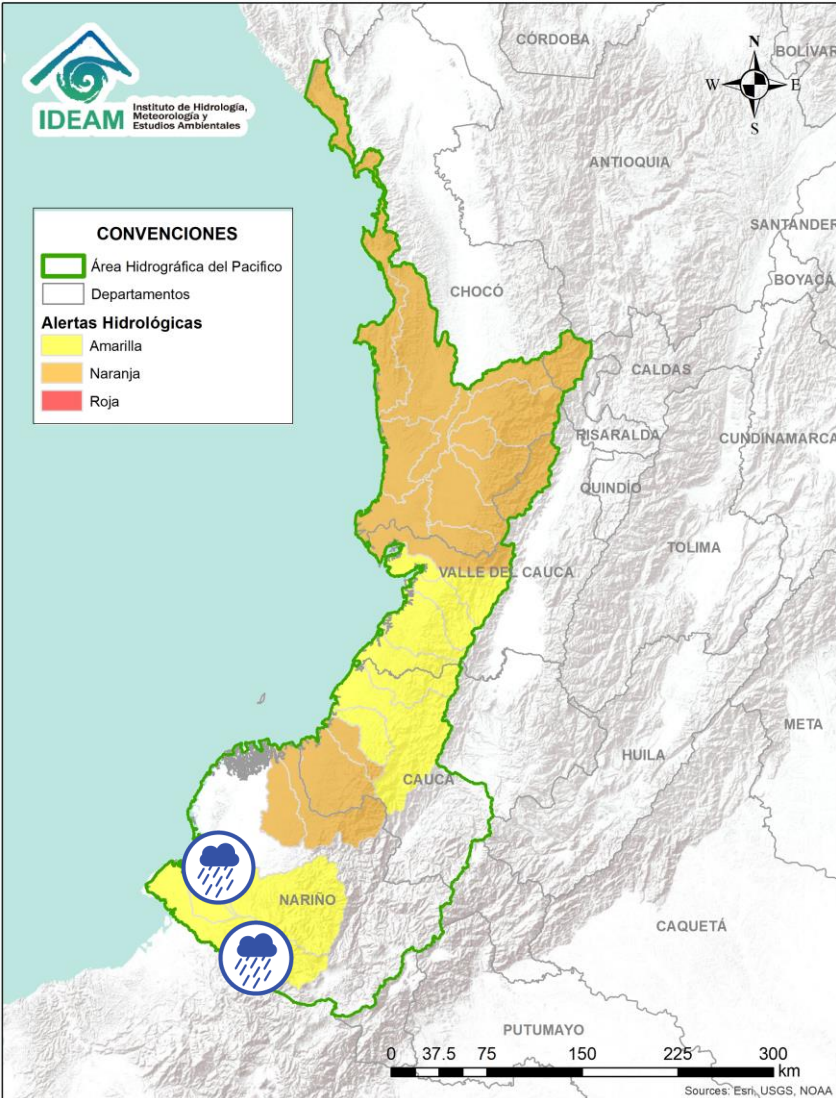 IDEAM
Instituto de Hidrología,
Meteorología y
Estudios Ambientales
CONVENCIONES
Área Hidrográfica del Pacifico
Departamentos
Alertas Hidrológicas
Amarilla
Naranja
Roja
N
W
E
S
CÓRDOBA
BOLÍVAR
ANTIOQUIA
SANTANDER
BOYACÁ
CHOCÓ
CALDAS
RISARALDA
CUNDINAMARCA
QUINDÍO
TOLIMA
VALLE DEL CAUCA
META
HUILA
CAUCA
NARIÑO
CAQUETÁ
PUTUMAYO
0 37.5 75 150 225 300
km
Sources: Esri, USGS, NOAA